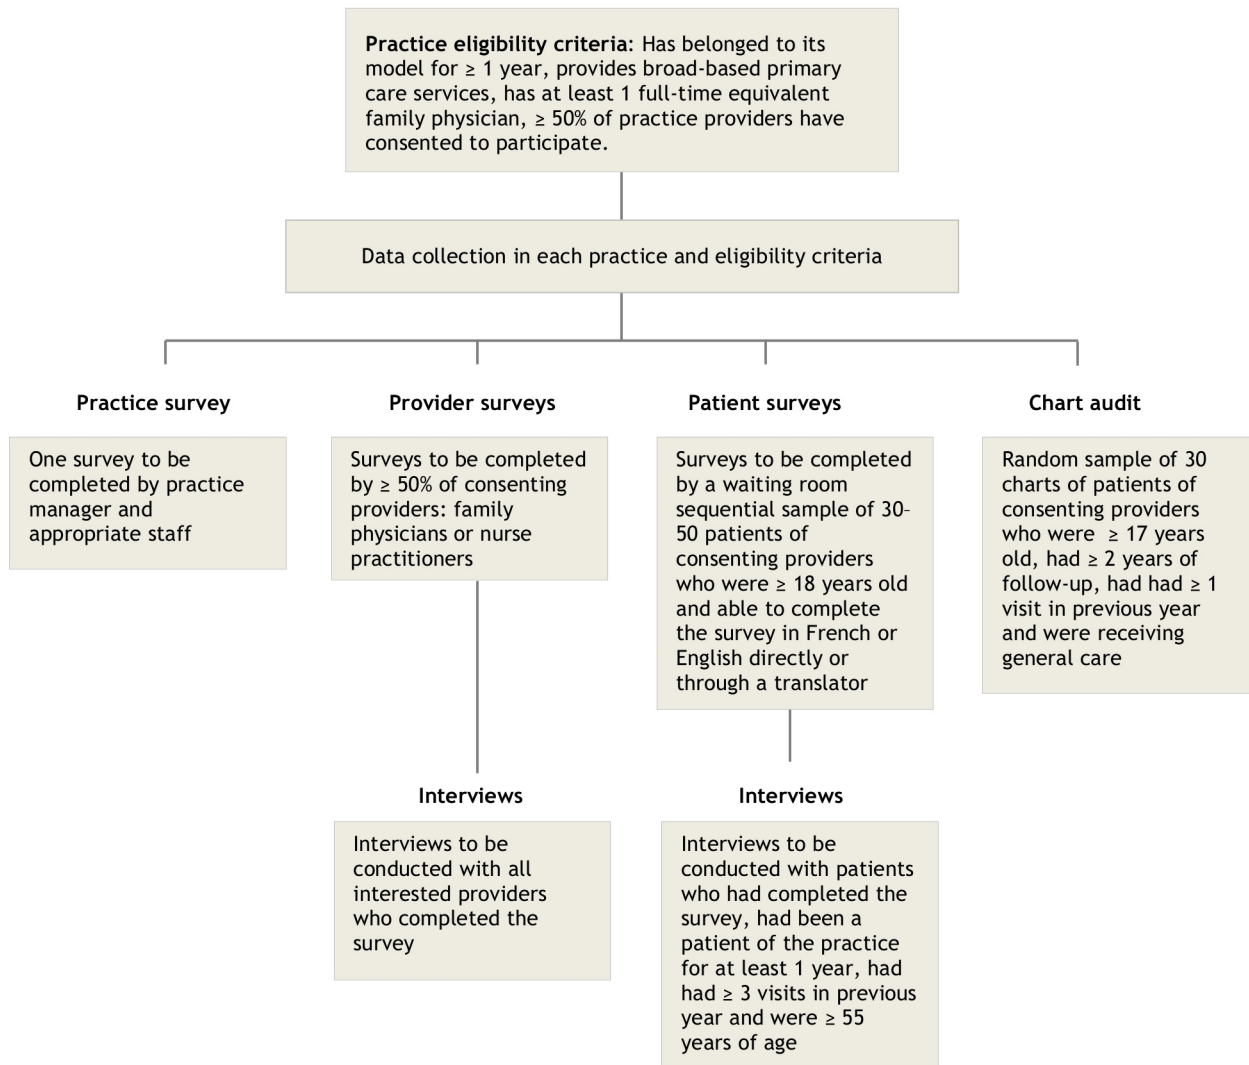 Practice eligibility criteria: Has belonged to its
model for ≥ 1 year, provides broad-based primary
care services, has at least 1 full-time equivalent
family physician, ≥ 50% of practice providers have
consented to participate.
Data collection in each practice and eligibility criteria
Practice survey
One survey to be
completed by practice
manager and
appropriate staff
Provider surveys
Surveys to be completed
by ≥ 50% of consenting
providers: family
physicians or nurse
practitioners
Patient surveys
Surveys to be completed
by a waiting room
sequential sample of 30-
50 patients of
consenting providers
who were ≥ 18 years old
and able to complete
the survey in French or
English directly or
through a translator
Chart audit
Random sample of 30
charts of patients of
consenting providers
who were ≥ 17 years
old, had ≥ 2 years of
follow-up, had had ≥ 1
visit in previous year
and were receiving
general care
Interviews
Interviews to be
conducted with all
interested providers
who completed the
survey
Interviews
Interviews to be
conducted with patients
who had completed the
survey, had been a
patient of the practice
for at least 1 year, had
had ≥ 3 visits in previous
year and were ≥ 55
years of age